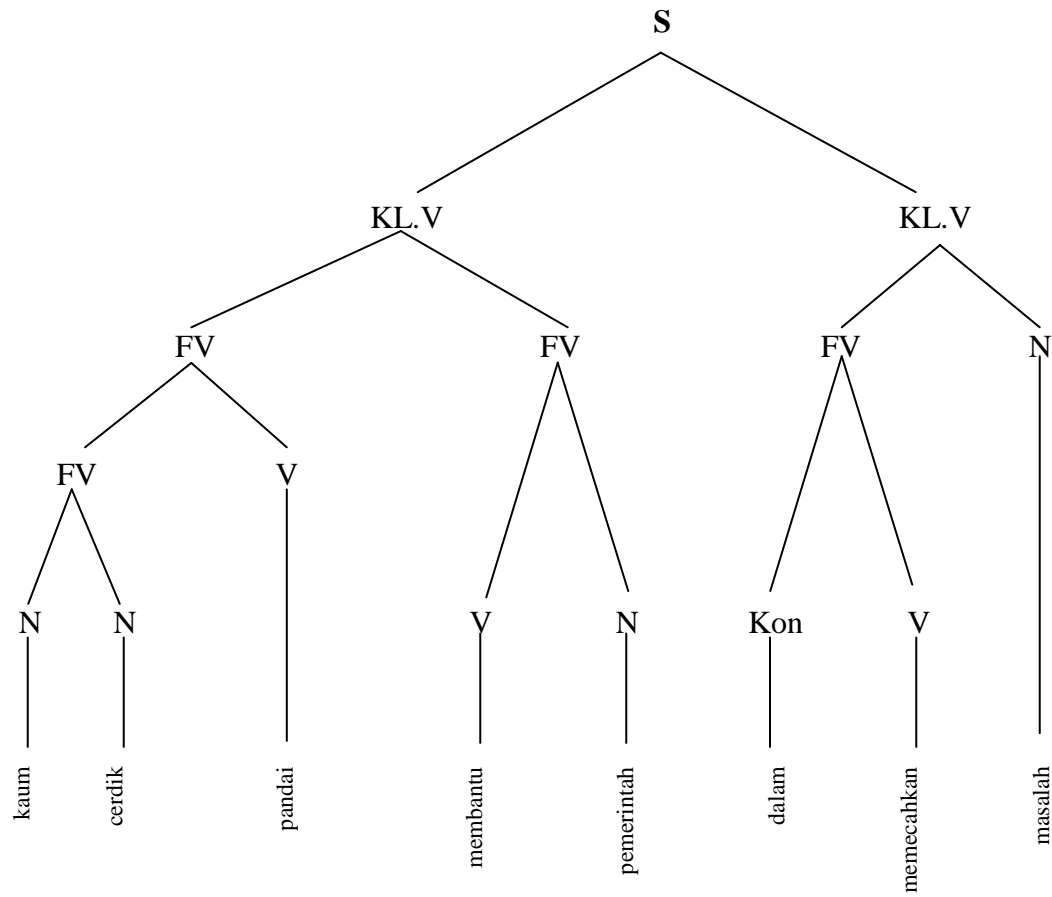 S
KL.V KL.V
FV FV FV N
FV V
N N V N Kon V
kaum cerdik pandai membantu pemerintah dalam memecahkan masalah